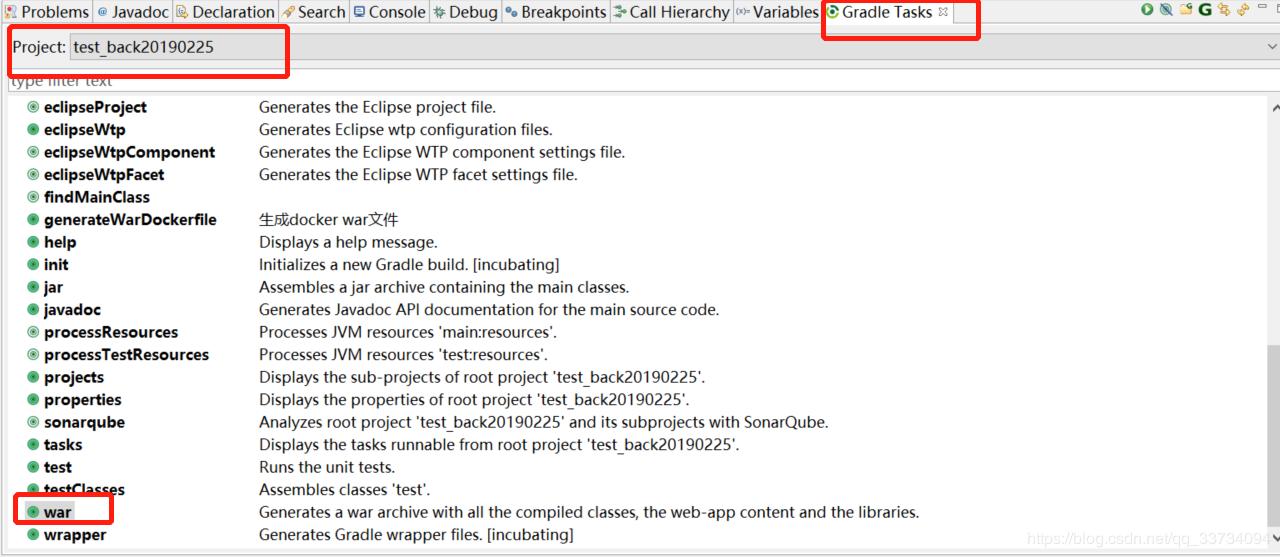 Problems @ Javadoc Declaration Search Console Debug Breakpoints Call Hierarchy (x)= Variables Gradle Tasks
Project: test_back20190225
type filter text
eclipseProject Generates the Eclipse project file.
eclipseWtp Generates Eclipse wtp configuration files.
eclipseWtpComponent Generates the Eclipse WTP component settings file.
eclipseWtpFacet Generates the Eclipse WTP facet settings file.
findMainClass
generateWarDockerfile 生成docker war文件
help Displays a help message.
init Initializes a new Gradle build. [incubating]
jar Assembles a jar archive containing the main classes.
javadoc Generates Javadoc API documentation for the main source code.
processResources Processes JVM resources 'main:resources'.
processTestResources Processes JVM resources 'test:resources'.
projects Displays the sub-projects of root project 'test_back20190225'.
properties Displays the properties of root project 'test_back20190225'.
sonarqube Analyzes root project 'test_back20190225' and its subprojects with SonarQube.
tasks Displays the tasks runnable from root project 'test_back20190225'.
test Runs the unit tests.
testClasses Assembles classes 'test'.
war Generates a war archive with all the compiled classes, the web-app content and the libraries.
wrapper Generates Gradle wrapper files. [incubating]
https://blog.csdn.net/qq_33734094